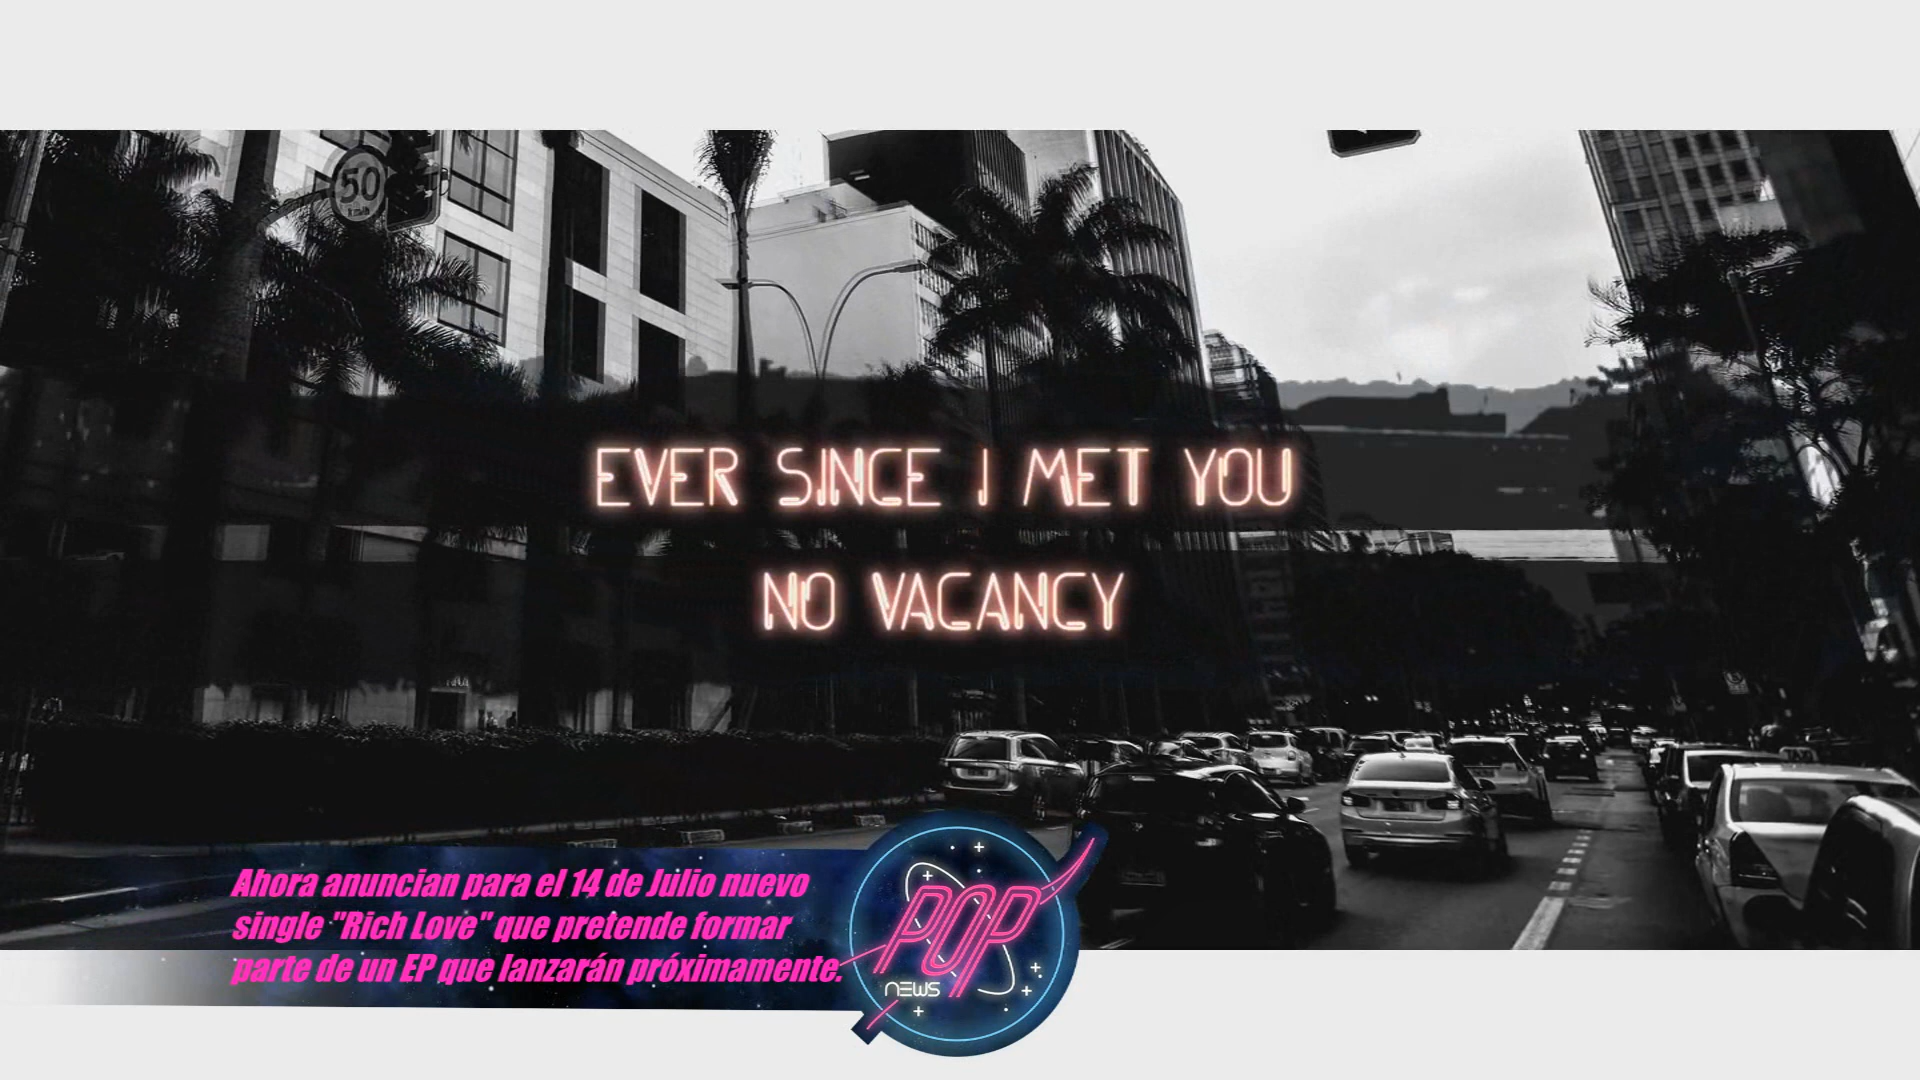 50
km/h
EVER SINCE I MET YOU
NO VACANCY
Ahora anuncian para el 14 de Julio nuevo
single "Rich Love" que pretende formar
parte de un EP que lanzarán próximamente.
POP
NEWS